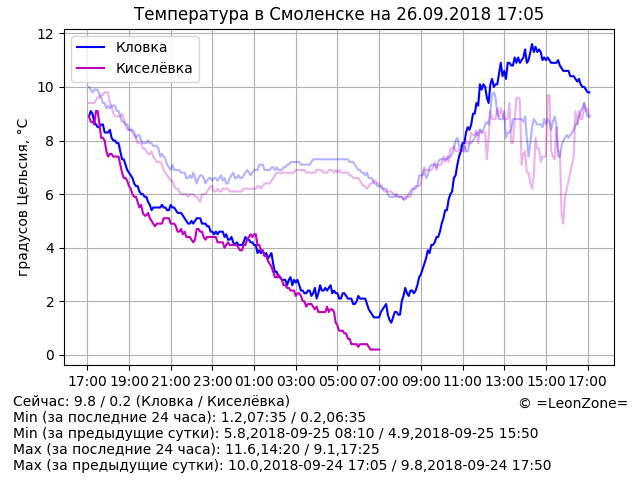 Температура в Смоленске на 26.09.2018 17:05
Кловка
Киселёвка
градусов Цельсия, °C
12
10
8
6
4
2
0
17:00 19:00 21:00 23:00 01:00 03:00 05:00 07:00 09:00 11:00 13:00 15:00 17:00
Сейчас: 9.8 / 0.2 (Кловка / Киселёвка)
© =LeonZone=
Min (за последние 24 часа): 1.2,07:35 / 0.2,06:35
Min (за предыдущие сутки): 5.8,2018-09-25 08:10 / 4.9,2018-09-25 15:50
Max (за последние 24 часа): 11.6,14:20 / 9.1,17:25
Max (за предыдущие сутки): 10.0,2018-09-24 17:05 / 9.8,2018-09-24 17:50